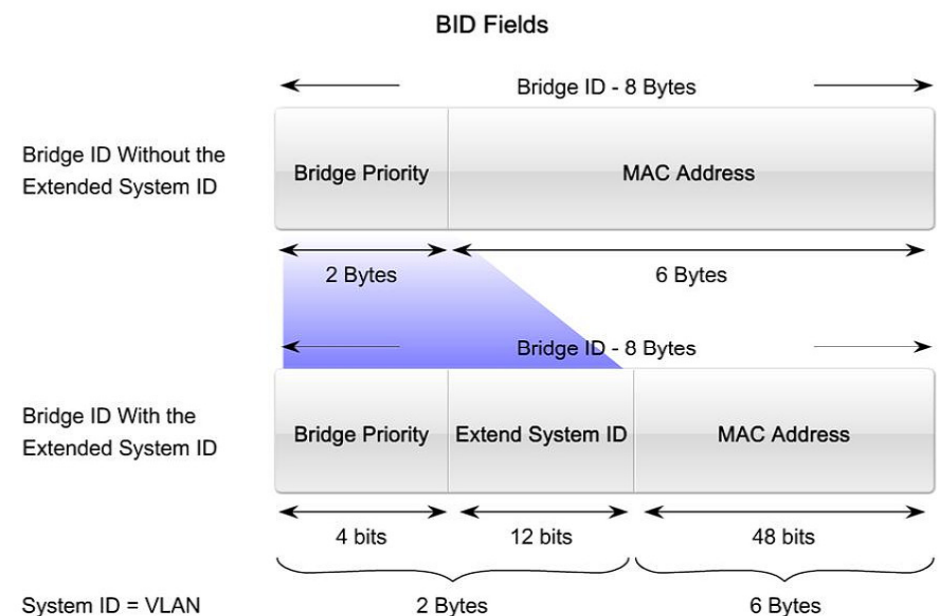 BID Fields
Bridge ID - 8 Bytes
Bridge ID Without the
Extended System ID
Bridge Priority
MAC Address
2 Bytes
6 Bytes
Bridge ID - 8 Bytes
Bridge ID With the
Extended System ID
Bridge Priority
Extend System ID
MAC Address
4 bits
12 bits
48 bits
System ID = VLAN
2 Bytes
6 Bytes